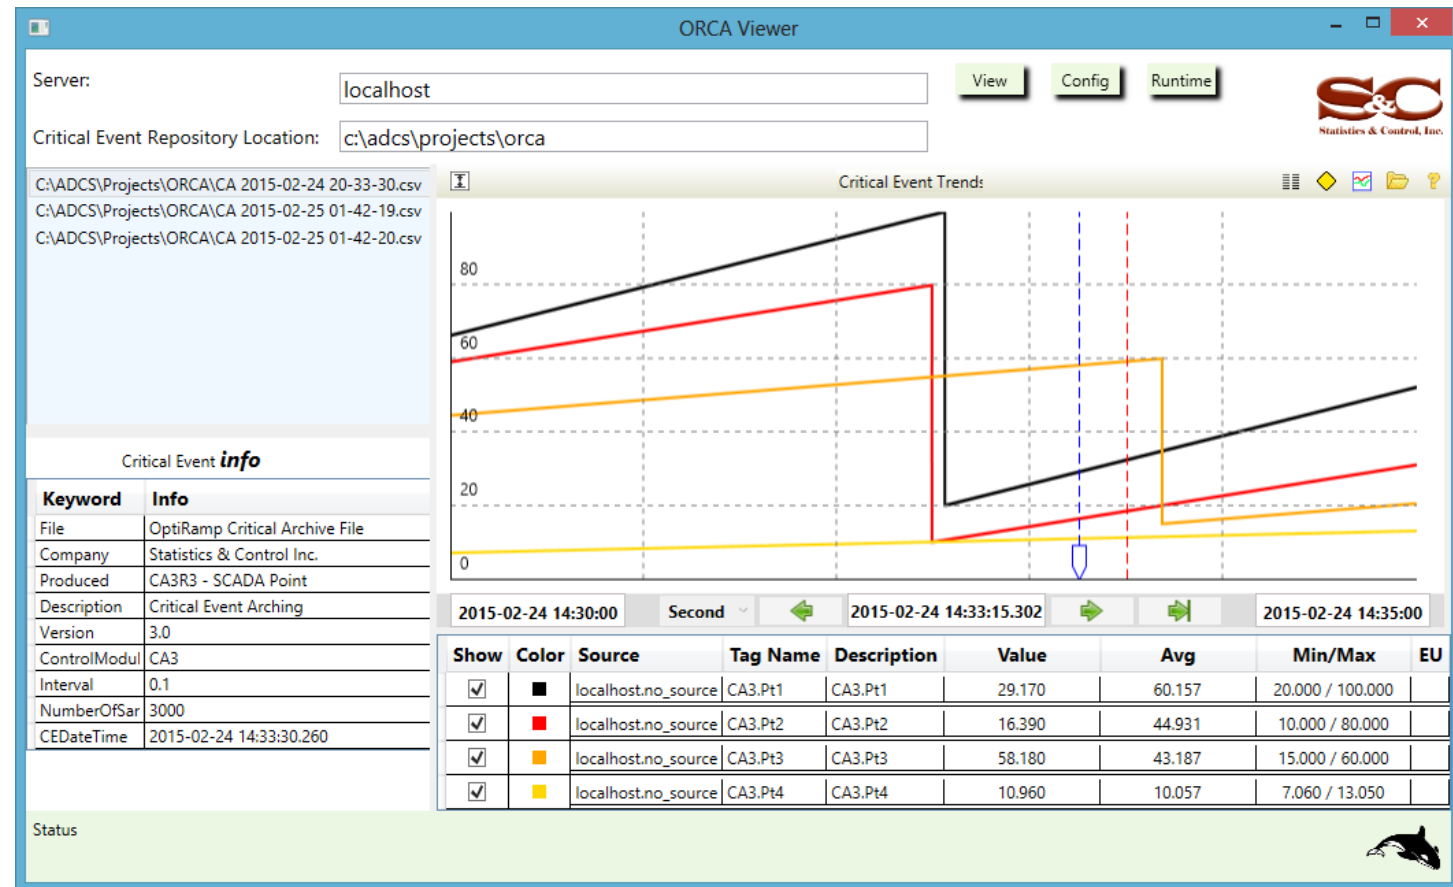 ORCA Viewer
Server:
localhost
View
Config
Runtime
S&C
Statistics & Control, Inc.
Critical Event Repository Location:
c:\adcs\projects\orca
C:\ADCS\Projects\ORCA\CA 2015-02-24 20-33-30.csv
C:\ADCS\Projects\ORCA\CA 2015-02-25 01-42-19.csv
C:\ADCS\Projects\ORCA\CA 2015-02-25 01-42-20.csv
Critical Event Trends
?
80
60
40
20
0
Critical Event info
Keyword Info
File OptiRamp Critical Archive File
Company Statistics & Control Inc.
Produced CA3R3 - SCADA Point
Description Critical Event Arching
Version 3.0
ControlModul CA3
Interval 0.1
NumberOfSar 3000
CEDateTime 2015-02-24 14:33:30.260
2015-02-24 14:30:00
Second
2015-02-24 14:33:15.302
2015-02-24 14:35:00
Show Color Source Tag Name Description Value Avg Min/Max EU
localhost.no_source CA3.Pt1 CA3.Pt1 29.170 60.157 20.000 / 100.000
localhost.no_source CA3.Pt2 CA3.Pt2 16.390 44.931 10.000 / 80.000
localhost.no_source CA3.Pt3 CA3.Pt3 58.180 43.187 15.000 / 60.000
localhost.no_source CA3.Pt4 CA3.Pt4 10.960 10.057 7.060 / 13.050
Status